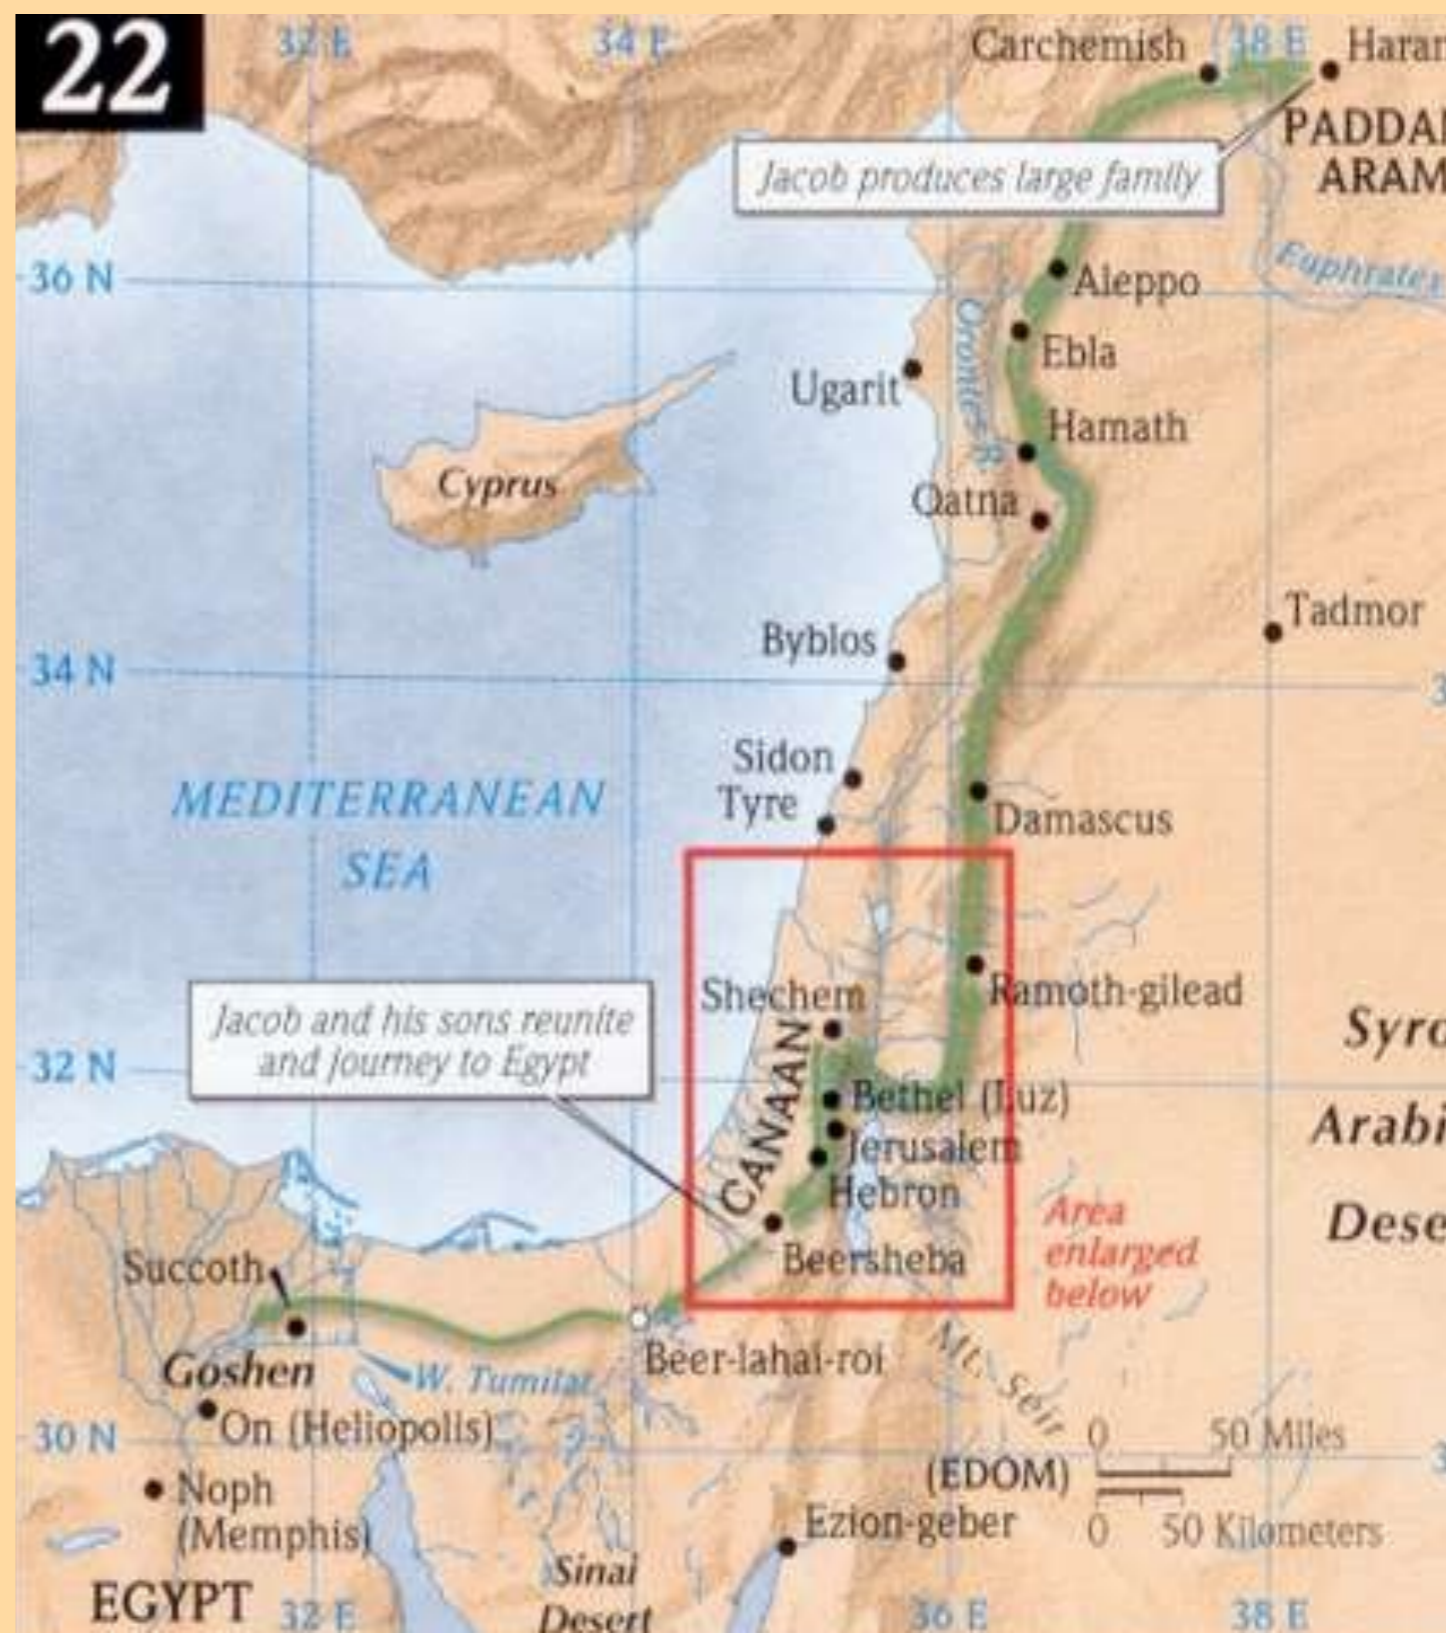 22
32 E
34 E
Carchemish
38 E
Haran
PADDAN
ARAM
Jacob produces large family
36 N
Aleppo
Euphrates
Orontes R.
Ebla
Ugarit
Hamath
Cyprus
Qatna
Tadmor
Byblos
34 N
Sidon
Tyre
MEDITERRANEAN
SEA
Damascus
Shechem
Ramoth-gilead
Jacob and his sons reunite
and journey to Egypt
CANAAN
32 N
Bethel (Luz)
Jerusalem
Hebron
Beersheba
Area
enlarged
below
Syro
Arabi
Dese
Succoth
Goshen
W. Tumilat
Beer-lahai-roi
Mt. Seir
On (Heliopolis)
30 N
0 50 Miles
(EDOM)
0 50 Kilometers
Noph
(Memphis)
Ezion-geber
Sinai
Desert
EGYPT
32 E
36 E
38 E